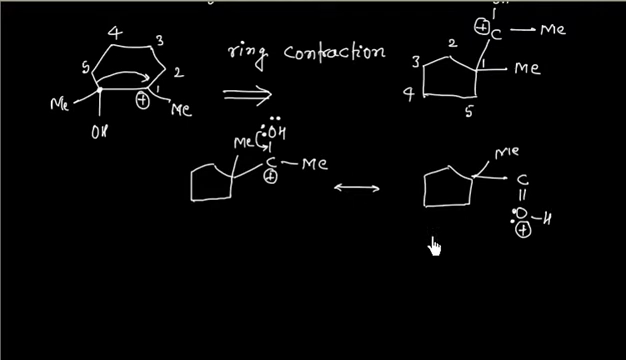 OH
⊕ C — Me
4
3
5
2
1
Me
⊕
Me
OH
ring contraction
2
3
1
Me
4
5
Me
:ÖH
C — Me
⊕
Me
C
:O — H
⊕